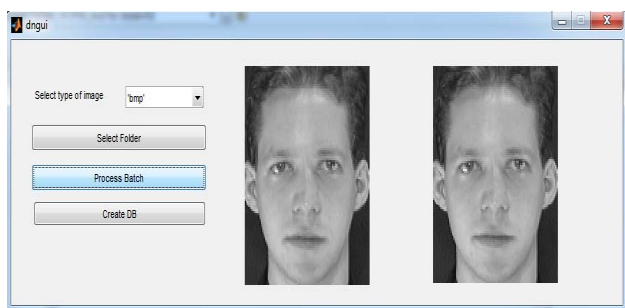 dngui
Select type of image 'bmp'
Select Folder
Process Batch
Create DB